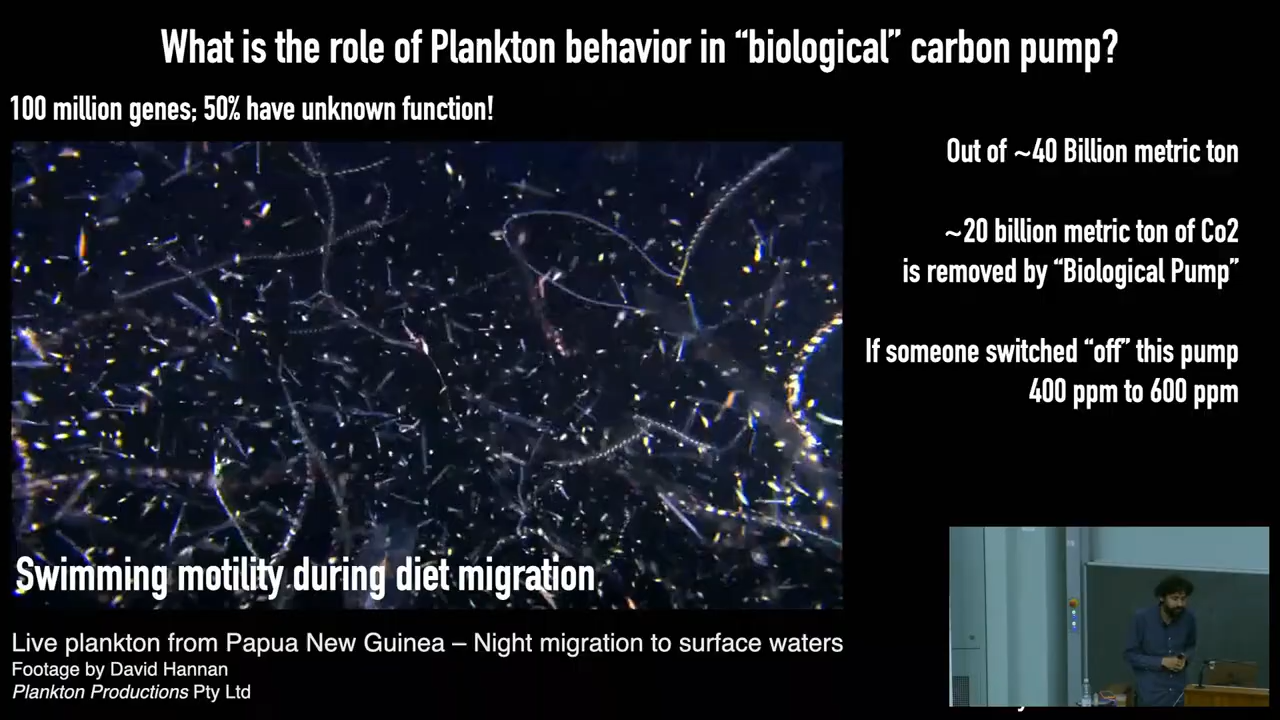 What is the role of Plankton behavior in “biological” carbon pump?
100 million genes; 50% have unknown function!
Out of ~40 Billion metric ton
~20 billion metric ton of Co2
is removed by “Biological Pump”
If someone switched “off” this pump
400 ppm to 600 ppm
Swimming motility during diet migration
Live plankton from Papua New Guinea – Night migration to surface waters
Footage by David Hannan
Plankton Productions Pty Ltd